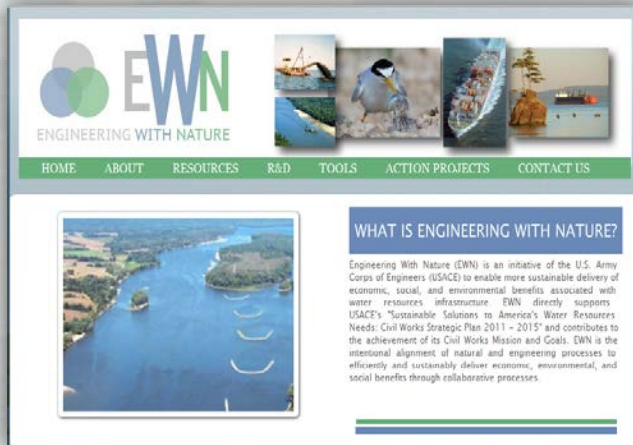 EWN
ENGINEERING WITH NATURE
HOME ABOUT RESOURCES R&D TOOLS ACTION PROJECTS CONTACT US
WHAT IS ENGINEERING WITH NATURE?
Engineering With Nature (EWN) is an initiative of the U.S. Army
Corps of Engineers (USACE) to enable more sustainable delivery of
economic, social, and environmental benefits associated with
water resources infrastructure. EWN directly supports
USACE's "Sustainable Solutions to America's Water Resources
Needs: Civil Works Strategic Plan 2011 – 2015" and contributes to
the achievement of its Civil Works Mission and Goals. EWN is the
intentional alignment of natural and engineering processes to
efficiently and sustainably deliver economic, environmental, and
social benefits through collaborative processes.